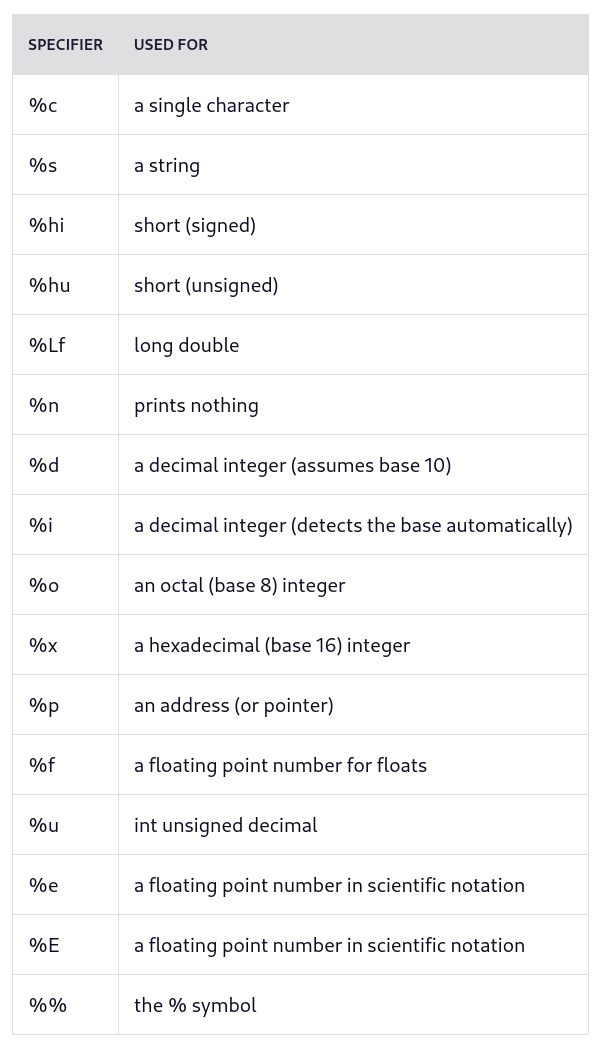 SPECIFIER USED FOR
%c a single character
%s a string
%hi short (signed)
%hu short (unsigned)
%Lf long double
%n prints nothing
%d a decimal integer (assumes base 10)
%i a decimal integer (detects the base automatically)
%o an octal (base 8) integer
%x a hexadecimal (base 16) integer
%p an address (or pointer)
%f a floating point number for floats
%u int unsigned decimal
%e a floating point number in scientific notation
%E a floating point number in scientific notation
%% the % symbol